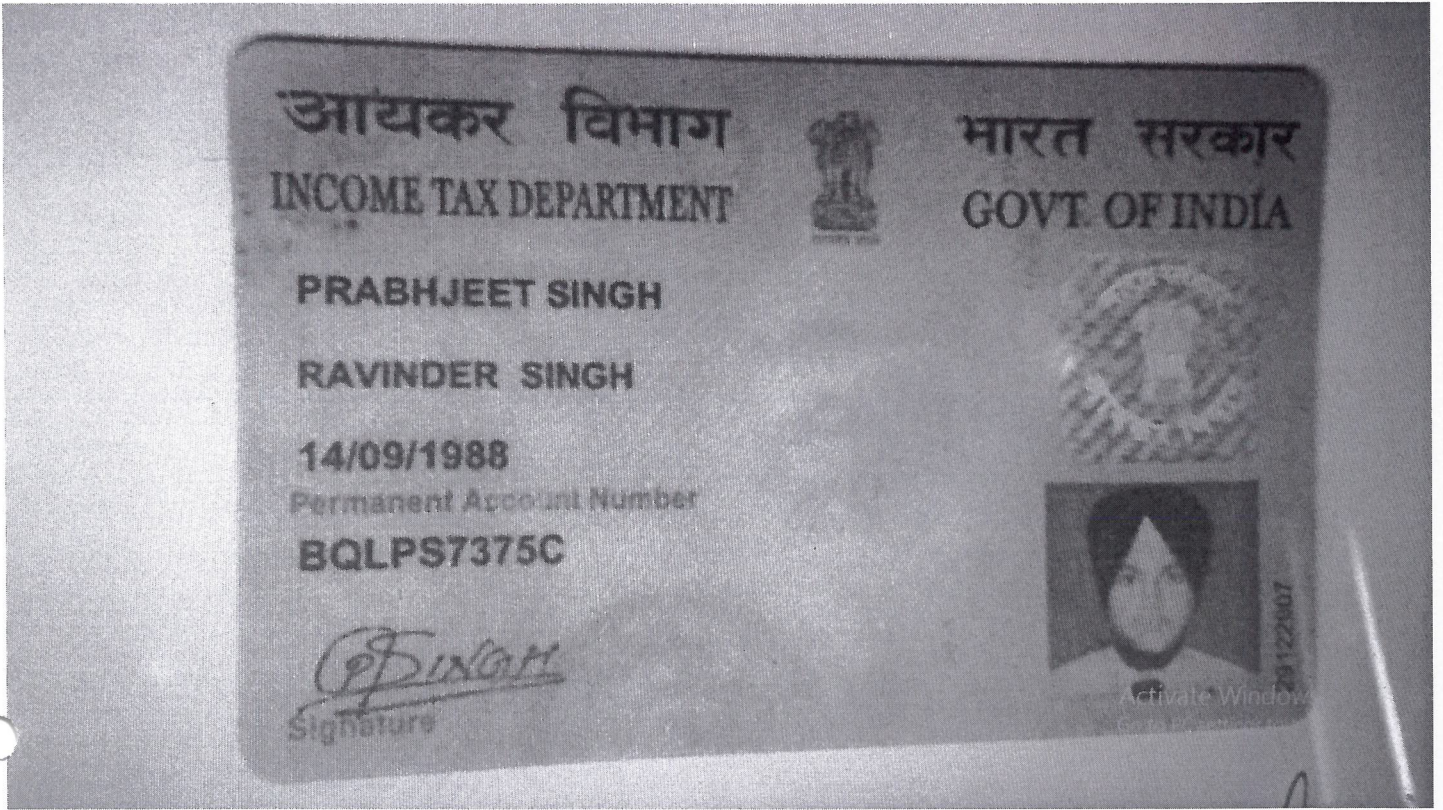 आयकर विभाग
INCOME TAX DEPARTMENT
भारत सरकार
GOVT. OF INDIA
PRABHJEET SINGH
RAVINDER SINGH
14/09/1988
Permanent Account Number
BQLPS7375C
PSINGH
Signature
Activate Windows